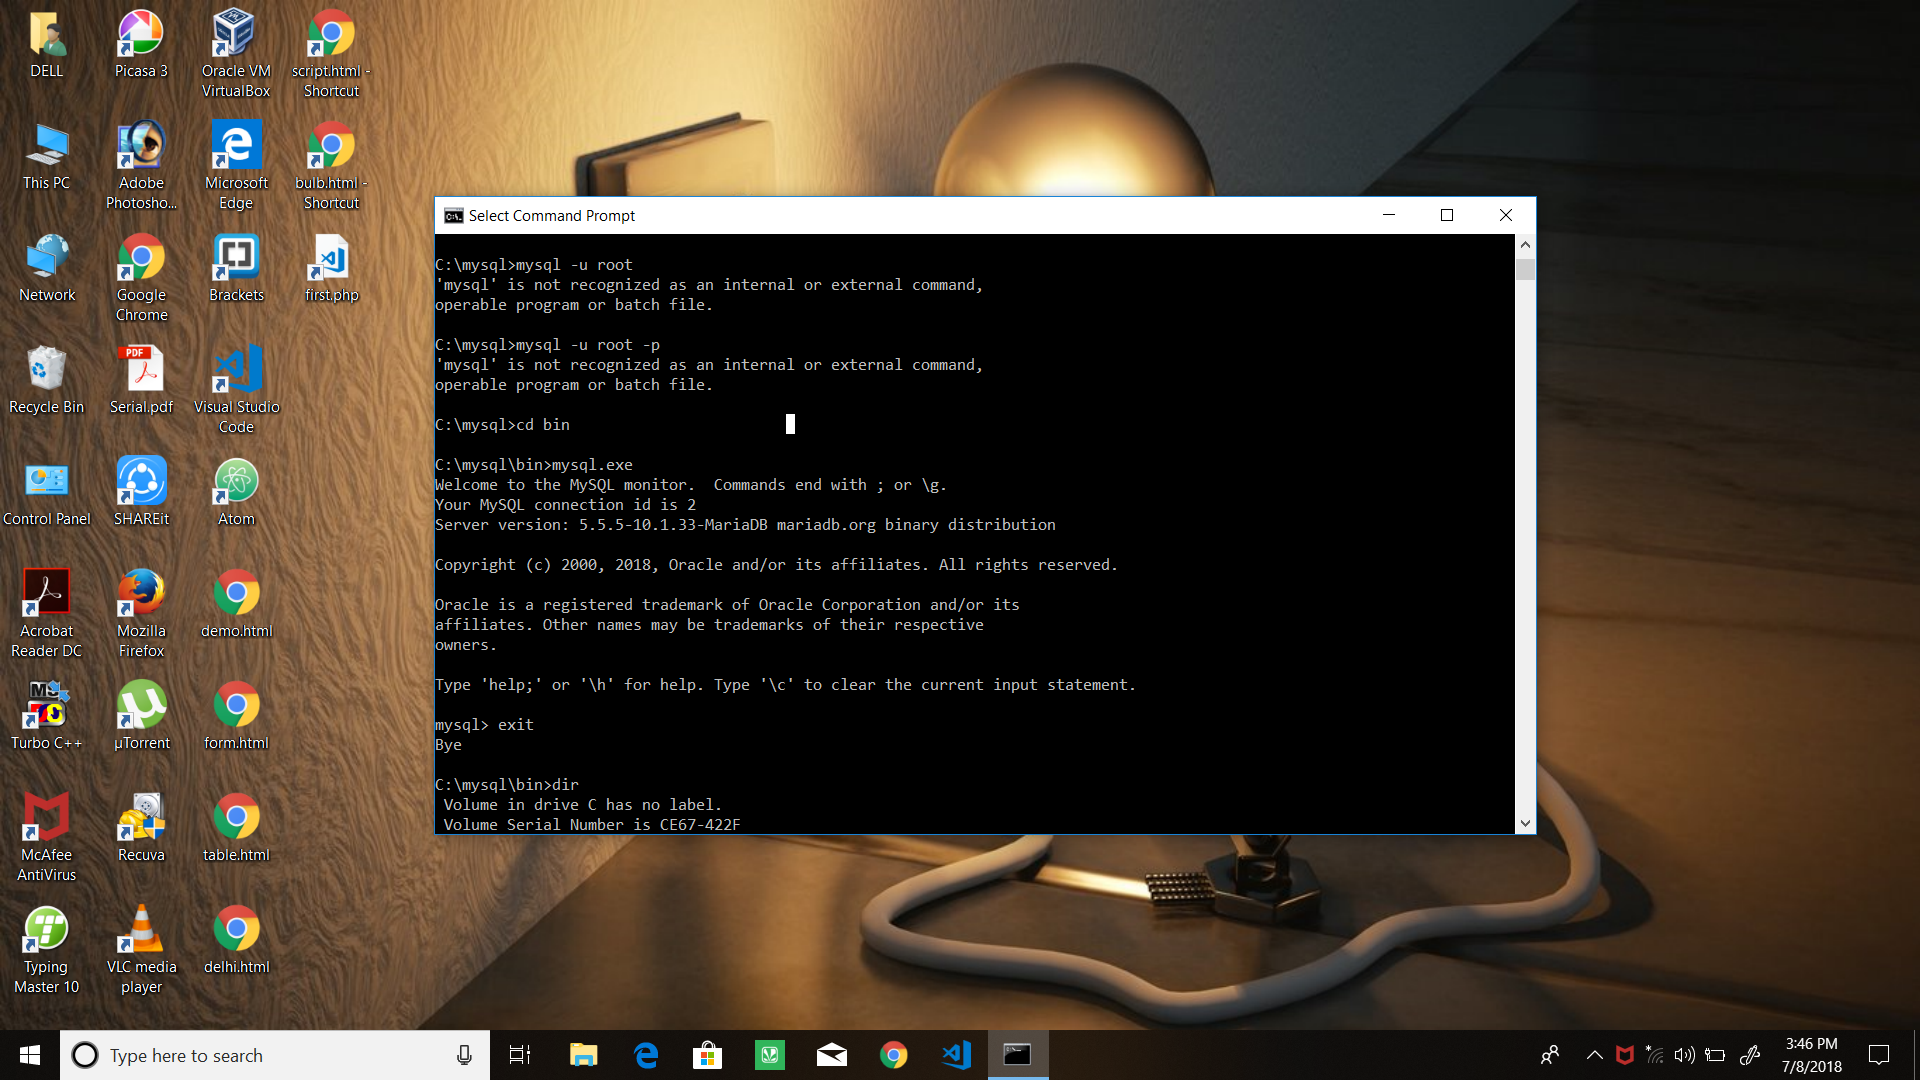 DELL
Picasa 3
Oracle VM
VirtualBox
script.html -
Shortcut
This PC
Adobe
Photosho...
Microsoft
Edge
bulb.html -
Shortcut
Network
Google
Chrome
Brackets
first.php
Recycle Bin
PDF
Serial.pdf
Visual Studio
Code
Control Panel
SHAREit
Atom
Acrobat
Reader DC
Mozilla
Firefox
demo.html
Turbo C++
µTorrent
form.html
McAfee
AntiVirus
Recuva
table.html
Typing
Master 10
VLC media
player
delhi.html
Select Command Prompt
C:\mysql>mysql -u root
'mysql' is not recognized as an internal or external command,
operable program or batch file.
C:\mysql>mysql -u root -p
'mysql' is not recognized as an internal or external command,
operable program or batch file.
C:\mysql>cd bin
C:\mysql\bin>mysql.exe
Welcome to the MySQL monitor.  Commands end with ; or \g.
Your MySQL connection id is 2
Server version: 5.5.5-10.1.33-MariaDB mariadb.org binary distribution
Copyright (c) 2000, 2018, Oracle and/or its affiliates. All rights reserved.
Oracle is a registered trademark of Oracle Corporation and/or its
affiliates. Other names may be trademarks of their respective
owners.
Type 'help;' or '\h' for help. Type '\c' to clear the current input statement.
mysql> exit
Bye
C:\mysql\bin>dir
Volume in drive C has no label.
Volume Serial Number is CE67-422F
Type here to search
3:46 PM
7/8/2018